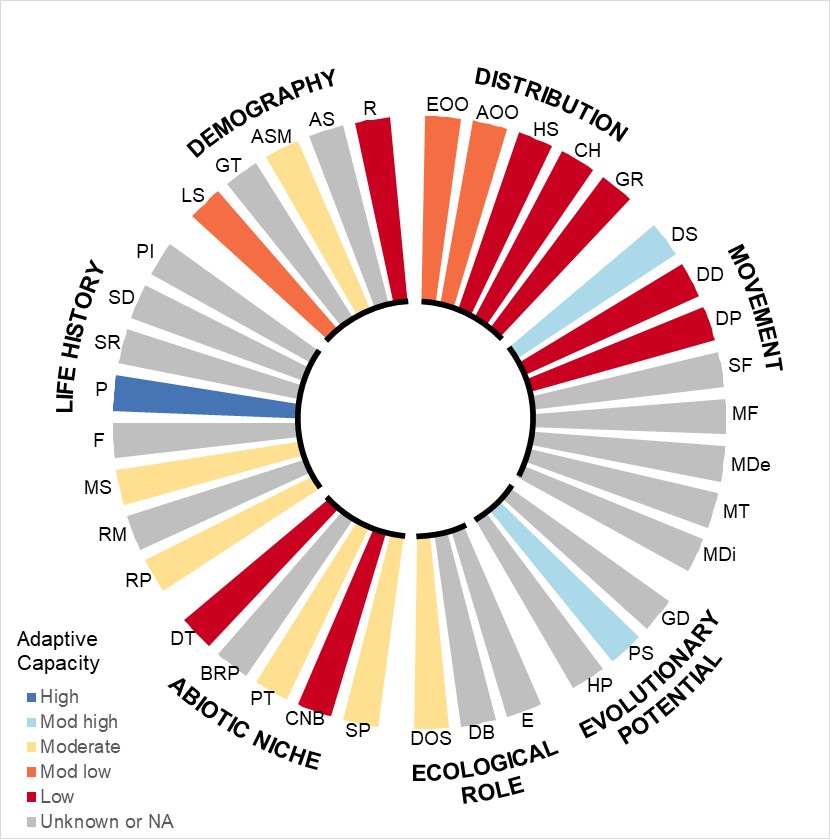 DISTRIBUTION
EOO
AOO
HS
CH
GR
MOVEMENT
DS
DD
DP
SF
MF
MDe
MT
MDi
EVOLUTIONARY
POTENTIAL
GD
PS
HP
ECOLOGICAL
ROLE
E
DB
DOS
ABIOTIC NICHE
SP
CNB
PT
BRP
DT
LIFE HISTORY
RP
RM
MS
F
P
SR
SD
PI
DEMOGRAPHY
LS
GT
ASM
AS
R
Adaptive
Capacity
High
Mod high
Moderate
Mod low
Low
Unknown or NA